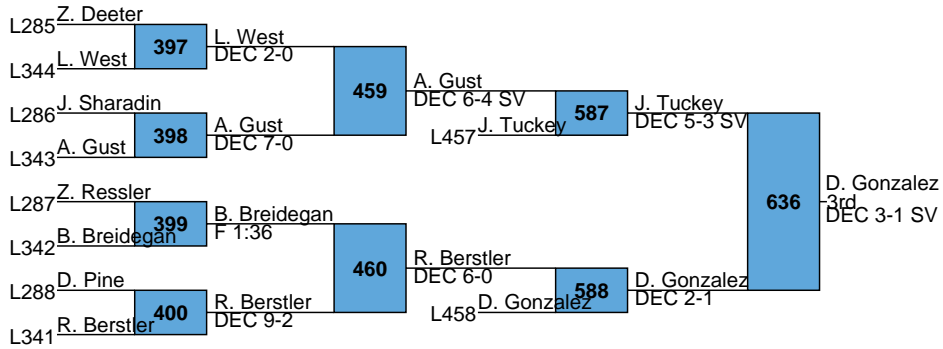 L285 Z. Deeter
397
L. West
DEC 2-0
L344 L. West
459
A. Gust
DEC 6-4 SV
L286 J. Sharadin
398
A. Gust
DEC 7-0
L343 A. Gust
587
J. Tuckey
DEC 5-3 SV
L457 J. Tuckey
L287 Z. Ressler
399
B. Breidegan
F 1:36
L342 B. Breidegan
636
D. Gonzalez
3rd
DEC 3-1 SV
460
R. Berstler
DEC 6-0
L288 D. Pine
400
R. Berstler
DEC 9-2
L341 R. Berstler
588
D. Gonzalez
DEC 2-1
L458 D. Gonzalez